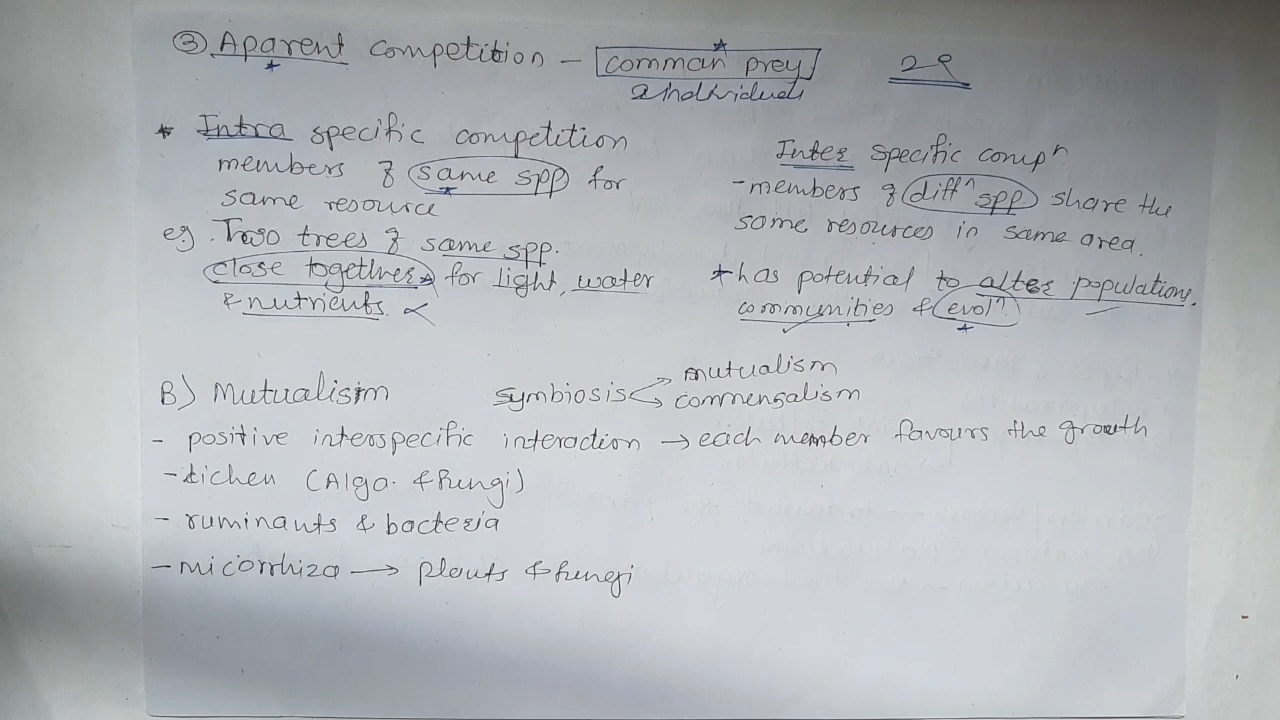 ③ Aparent competition – comman prey
2 individuals
29
* Intra specific competition
members of same spp for
same resource
eg. Two trees of same spp.
close together for light, water
& nutrients.
Inter specific compⁿ
- members of diffⁿ spp. share the
same resources in same area.
* has potential to alter populations.
communities & evolⁿ.
B) Mutualism
symbiosis < mutualism
commensalism
- positive interspecific interaction → each member favours the growth
- Lichen (Alga. & fungi)
- ruminants & bacteria
- micorrhiza → plants & fungi